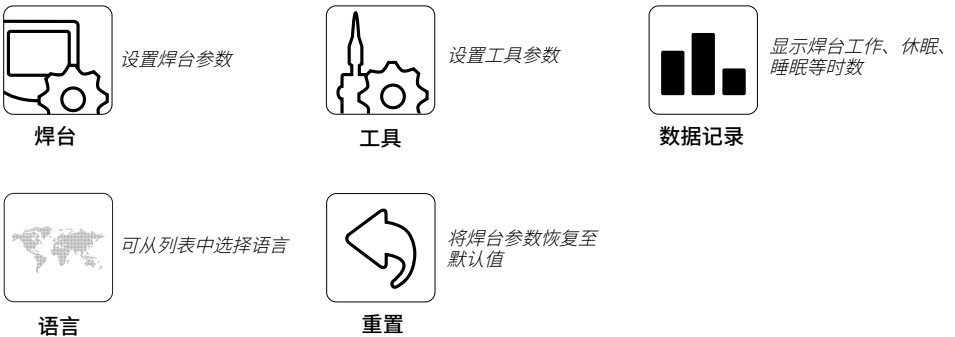 设置焊台参数
焊台
设置工具参数
工具
显示焊台工作、休眠、
睡眠等时数
数据记录
可从列表中选择语言
语言
将焊台参数恢复至
默认值
重置